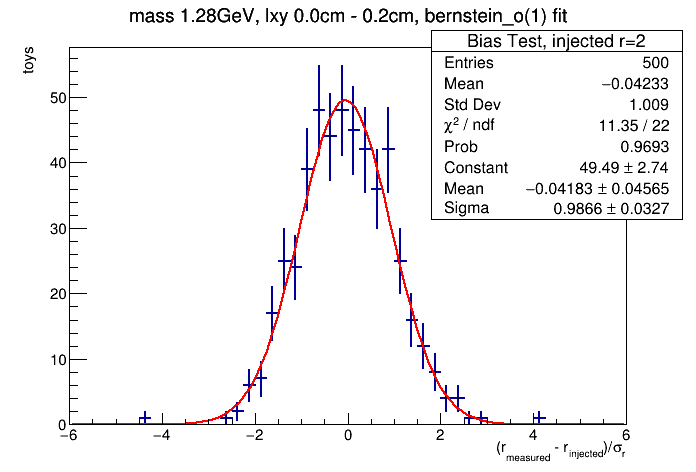 mass 1.28GeV, lxy 0.0cm - 0.2cm, bernstein_o(1) fit
toys
Bias Test, injected r=2
Entries 500
Mean −0.04233
Std Dev 1.009
χ² / ndf 11.35 / 22
Prob 0.9693
Constant 49.49 ± 2.74
Mean −0.04183 ± 0.04565
Sigma 0.9866 ± 0.0327
50
40
30
20
10
0
−6 −4 −2 0 2 4 6
(r_measured - r_injected)/σ_r